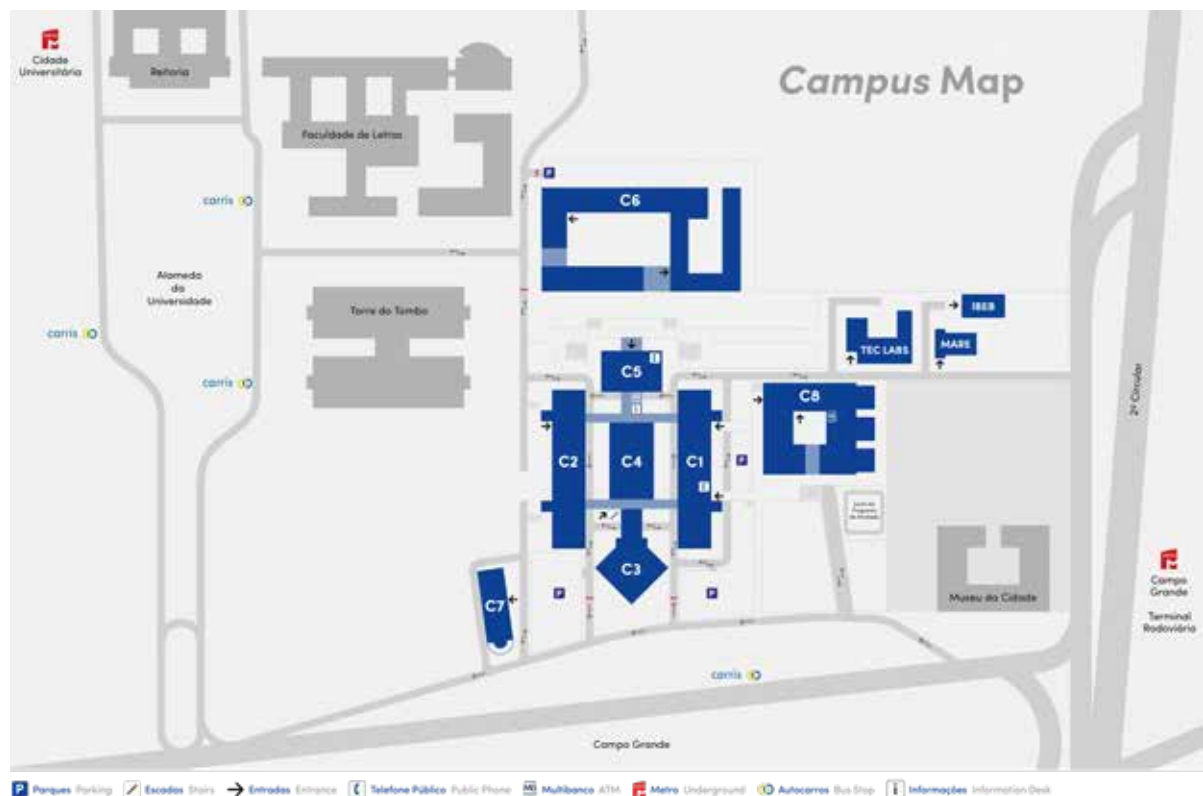 Campus Map
Cidade
Universitária
Reitoria
Faculdade de Letras
carris
P
C6
Alameda
da
Universidade
Torre do Tombo
carris
carris
IBEB
TEC LABS
MARE
C5
C8
2ª Circular
C2
C4
C1
P
C3
C7
P
P
Museu da Cidade
Campo
Grande
Terminal
Rodoviário
carris
Campo Grande
P Parques Parking Escadas Stairs Entradas Entrance Telefone Público Public Phone MB Multibanco ATM Metro Underground Autocarros Bus Stop i Informações Information Desk